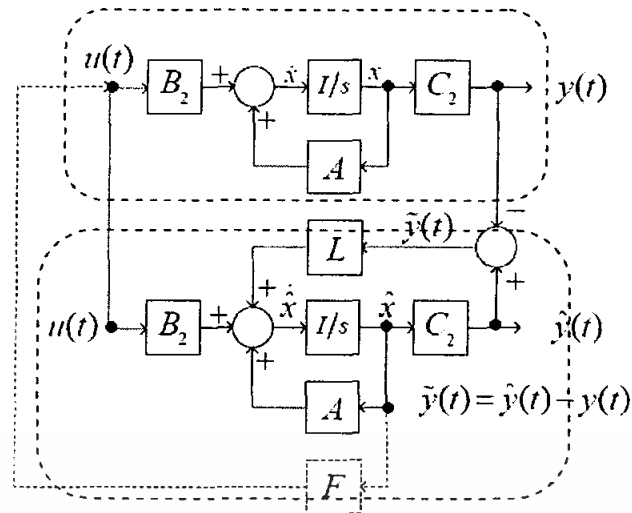 u(t)
B₂
+
ẋ
I/s
x
C₂
y(t)
+
A
−
L
ỹ(t)
+
+
u(t)
B₂
+
x̂̇
I/s
x̂
C₂
ŷ(t)
+
A
ỹ(t) = ŷ(t) − y(t)
F